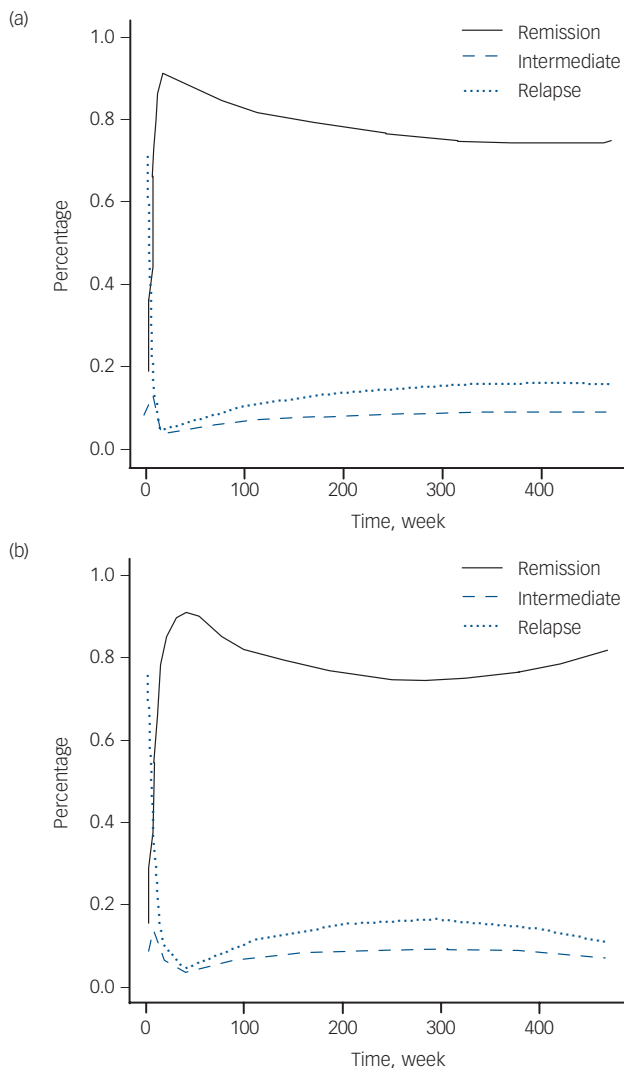 (a)
1.0
0.8
0.6
0.4
0.2
0.0
Percentage
Remission
Intermediate
Relapse
0 100 200 300 400
Time, week
(b)
1.0
0.8
0.6
0.4
0.2
0.0
Percentage
Remission
Intermediate
Relapse
0 100 200 300 400
Time, week